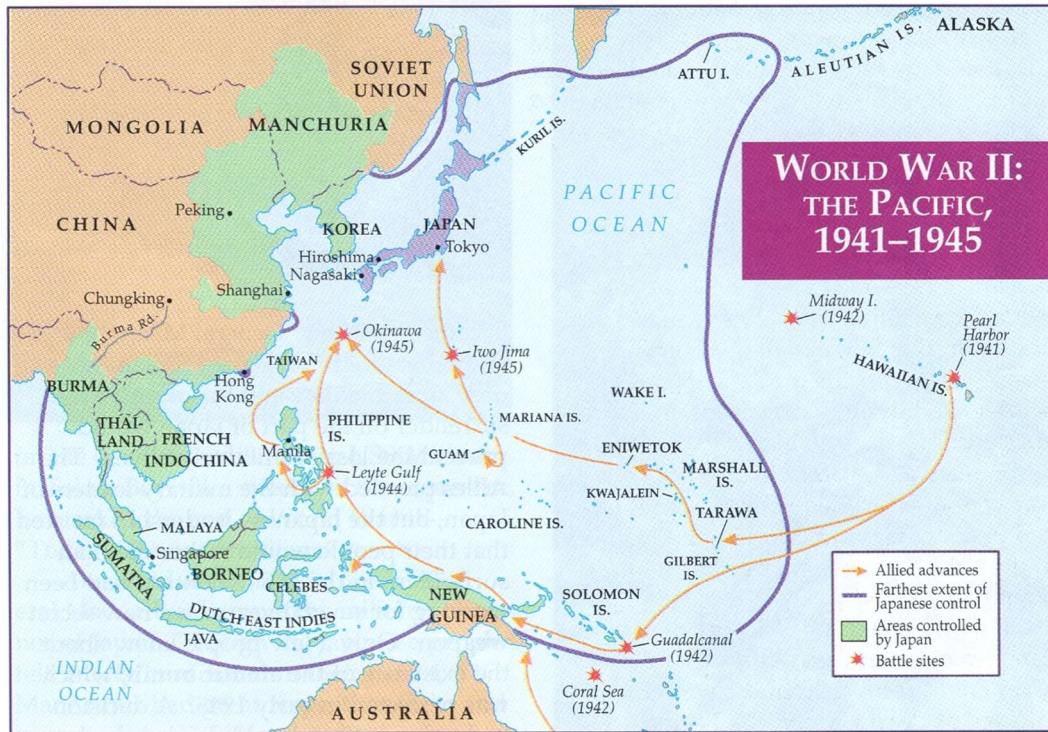 WORLD WAR II:
THE PACIFIC,
1941–1945
ALASKA
ALEUTIAN IS.
ATTU I.
SOVIET
UNION
MONGOLIA
MANCHURIA
KURIL IS.
PACIFIC
OCEAN
CHINA
Peking
KOREA
JAPAN
Tokyo
Hiroshima
Nagasaki
Shanghai
Chungking
Burma Rd.
Midway I.
(1942)
Pearl
Harbor
(1941)
HAWAIIAN IS.
Okinawa
(1945)
Iwo Jima
(1945)
TAIWAN
Hong
Kong
BURMA
WAKE I.
THAI-
LAND
FRENCH
INDOCHINA
PHILIPPINE
IS.
Manila
MARIANA IS.
GUAM
ENIWETOK
MARSHALL
IS.
KWAJALEIN
Leyte Gulf
(1944)
TARAWA
CAROLINE IS.
MALAYA
Singapore
SUMATRA
BORNEO
CELEBES
GILBERT
IS.
NEW
GUINEA
SOLOMON
IS.
DUTCH EAST INDIES
JAVA
Guadalcanal
(1942)
Coral Sea
(1942)
INDIAN
OCEAN
AUSTRALIA
Allied advances
Farthest extent of
Japanese control
Areas controlled
by Japan
Battle sites